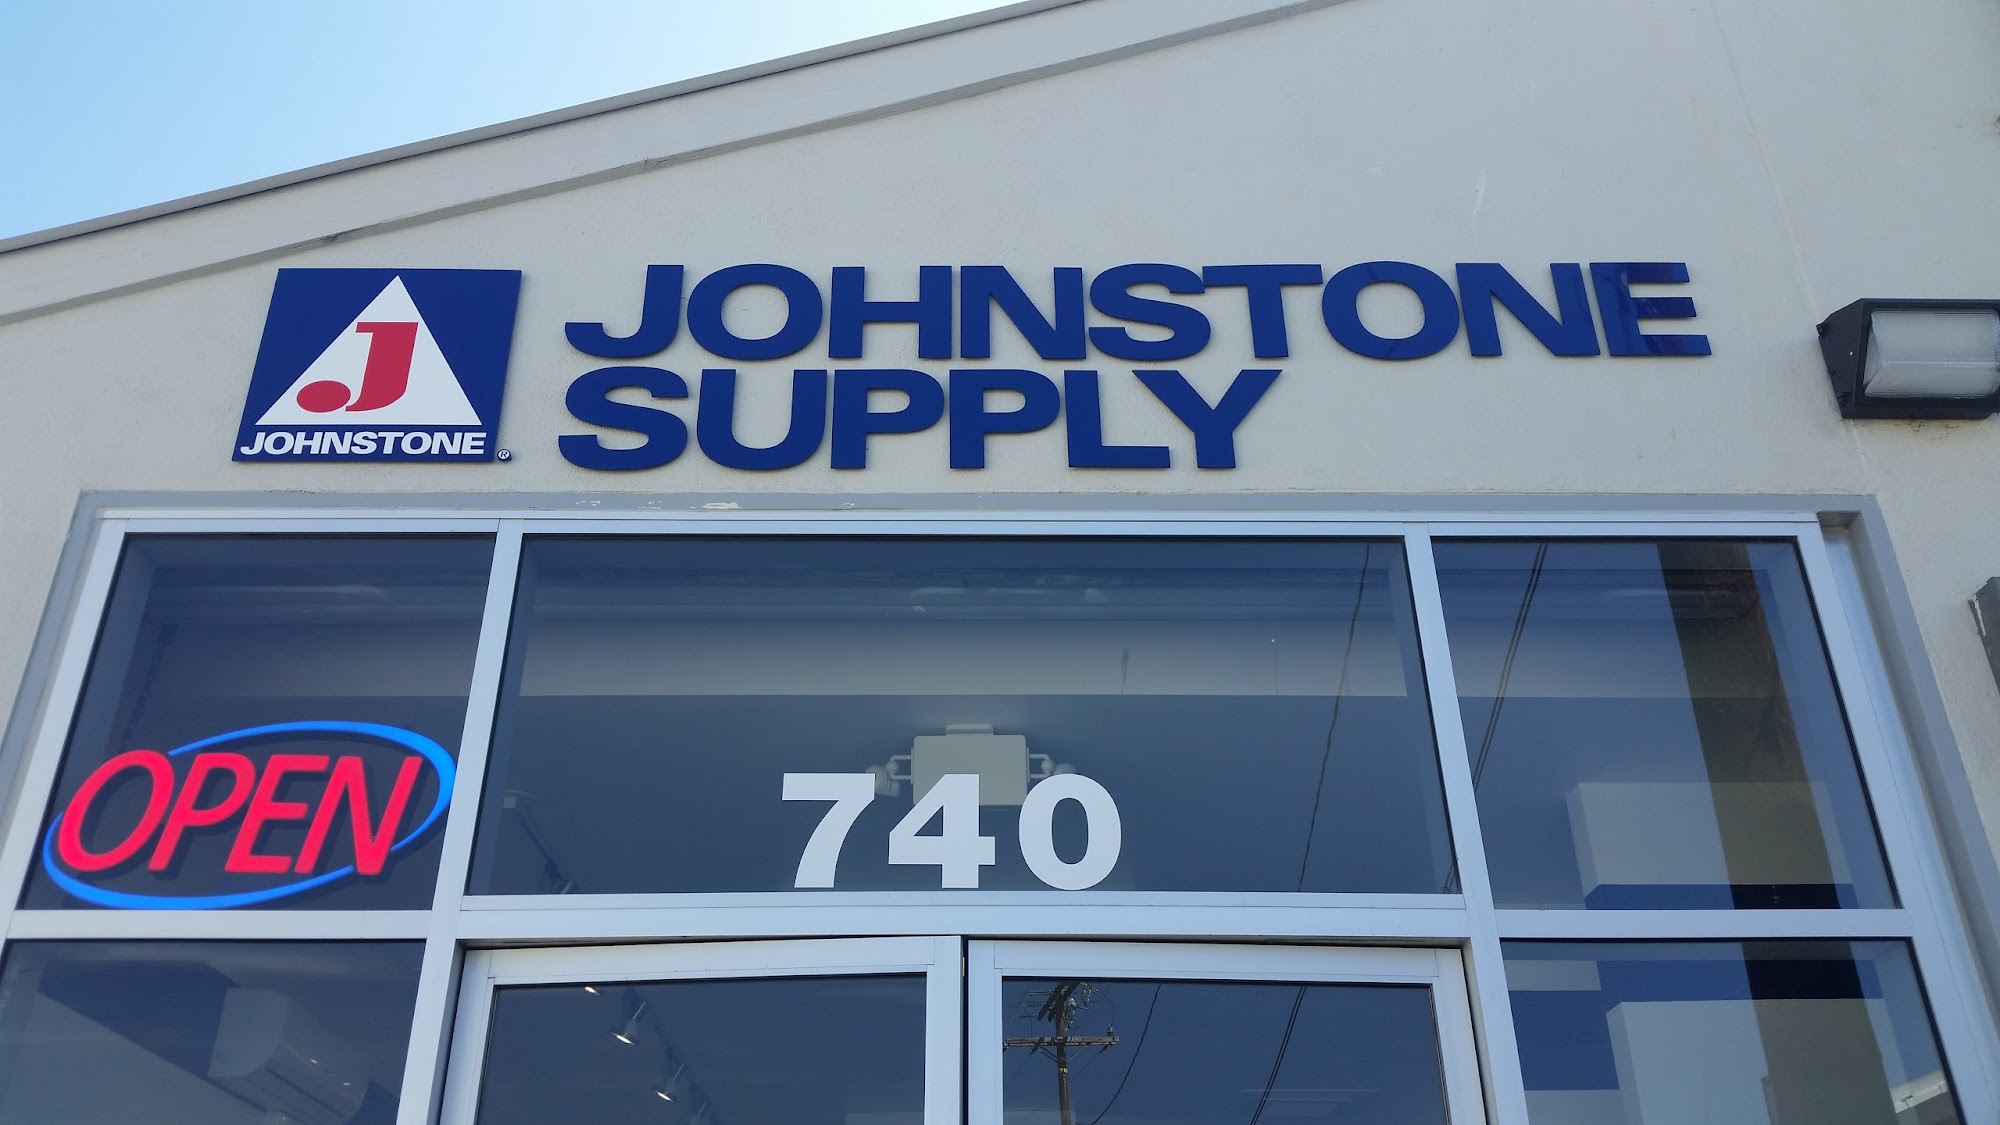 J
JOHNSTONE ®
JOHNSTONE
SUPPLY
OPEN
740